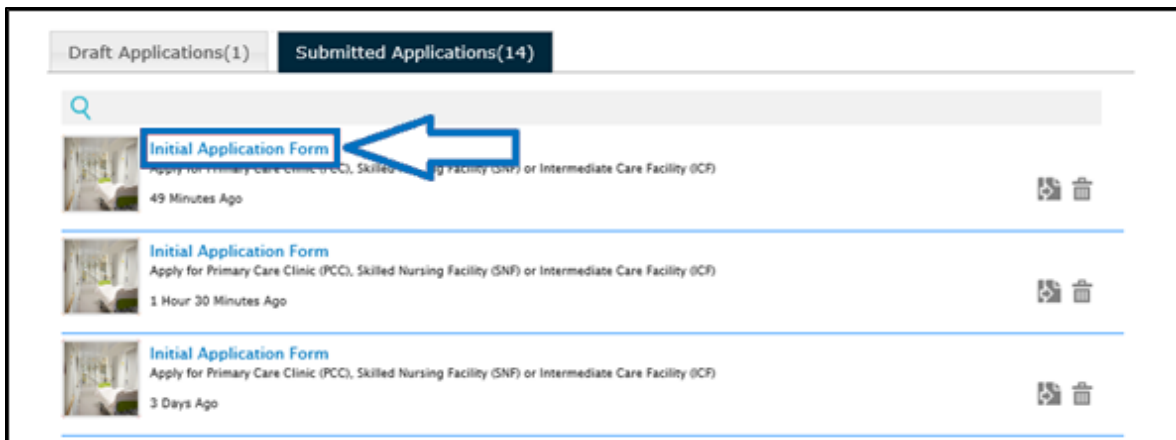 Draft Applications(1)
Submitted Applications(14)
Initial Application Form
Apply for Primary Care Clinic (PCC), Skilled Nursing Facility (SNF) or Intermediate Care Facility (ICF)
49 Minutes Ago
Initial Application Form
Apply for Primary Care Clinic (PCC), Skilled Nursing Facility (SNF) or Intermediate Care Facility (ICF)
1 Hour 30 Minutes Ago
Initial Application Form
Apply for Primary Care Clinic (PCC), Skilled Nursing Facility (SNF) or Intermediate Care Facility (ICF)
3 Days Ago